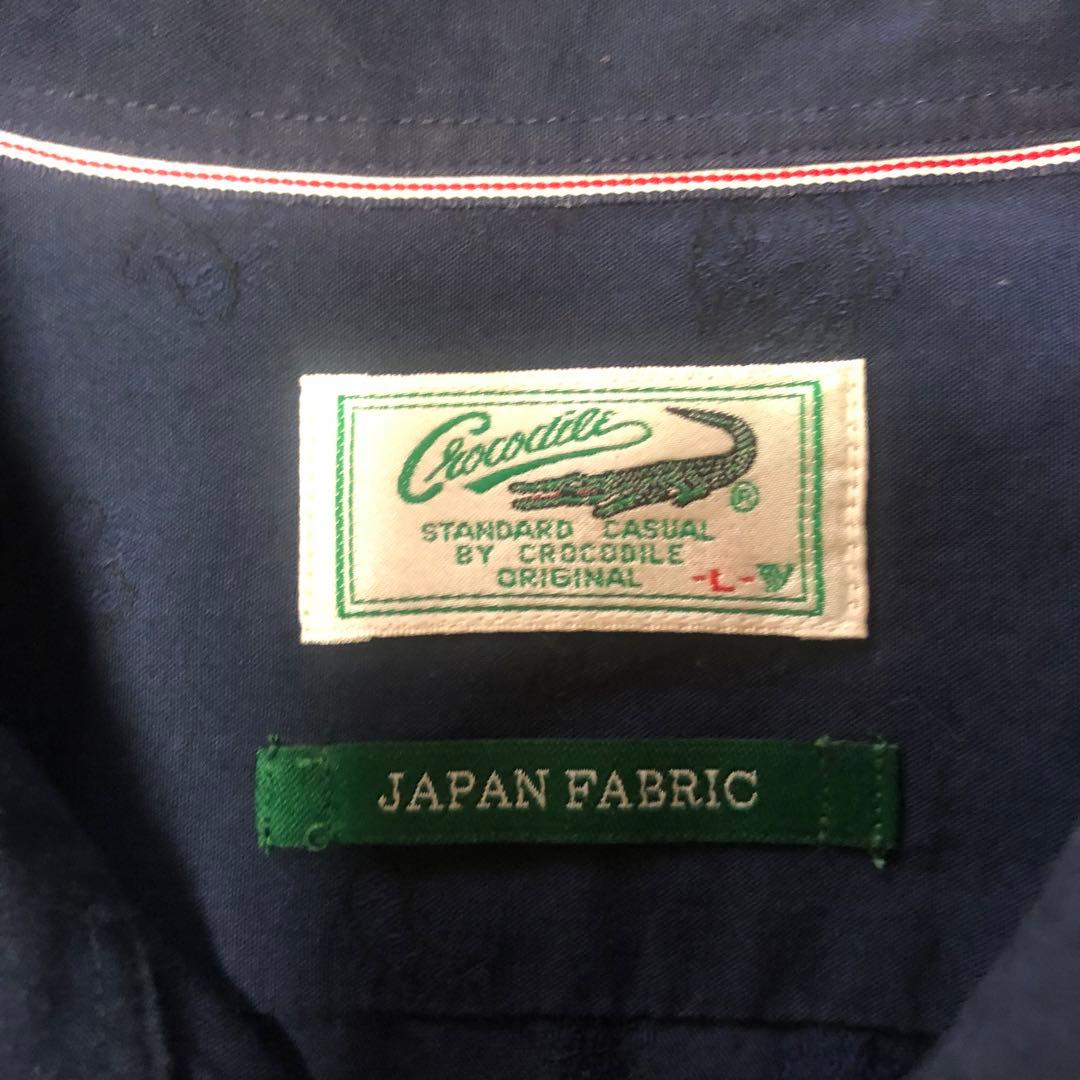 Crocodile ®
STANDARD CASUAL
BY CROCODILE
ORIGINAL -L-
JAPAN FABRIC